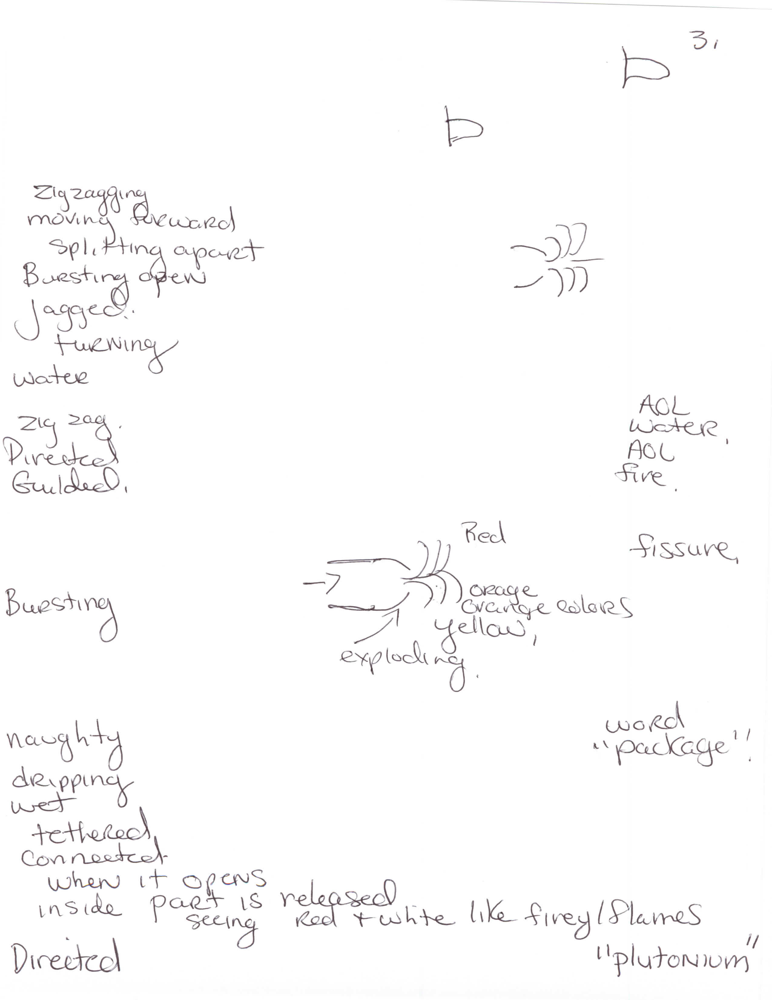 3,
Zigzagging
moving forward
Splitting apart
Bursting open
Jagged.
turning
water
AOL
Zig zag.
Water,
Directed
AOL
Guilded.
fire.
Red
fissure,
Bursting
orage
orange colors
yellow,
exploding.
word
naughty
"package"!
dripping
wet
tethered,
Connected.
when it opens
inside part is released
seeing Red + white like firey/flames
Directed
"plutonium"